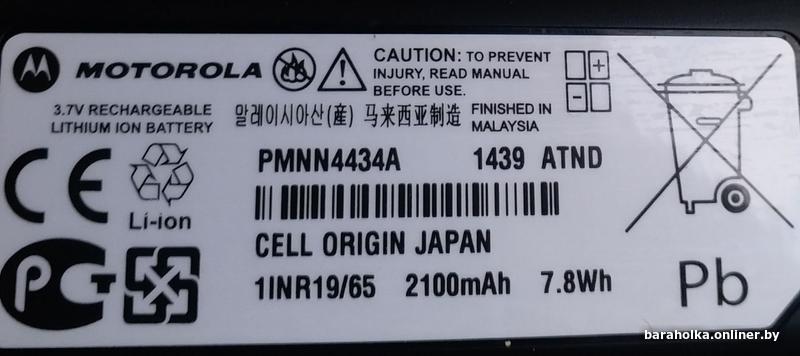 MOTOROLA
CAUTION: TO PREVENT
INJURY, READ MANUAL
BEFORE USE.
3.7V RECHARGEABLE
LITHIUM ION BATTERY
말레이시아산(産) 马来西亚制造
FINISHED IN
MALAYSIA
PMNN4434A 1439 ATND
CE
Li-ion
CELL ORIGIN JAPAN
1INR19/65 2100mAh 7.8Wh
Pb
baraholka.onliner.by